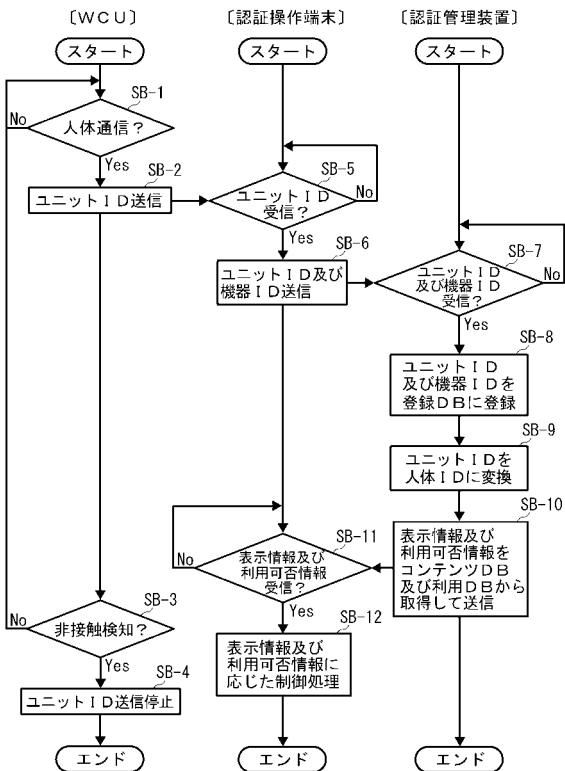 〔WCU〕
〔認証操作端末〕
〔認証管理装置〕
スタート
スタート
スタート
SB-1
人体通信？
No
Yes
SB-2
ユニットID送信
SB-5
ユニットID
受信？
No
Yes
SB-6
ユニットID及び
機器ID送信
SB-7
ユニットID
及び機器ID
受信？
No
Yes
SB-8
ユニットID
及び機器IDを
登録DBに登録
SB-9
ユニットIDを
人体IDに変換
SB-10
表示情報及び
利用可否情報を
コンテンツDB
及び利用DBから
取得して送信
SB-11
表示情報及び
利用可否情報
受信？
No
Yes
SB-12
表示情報及び
利用可否情報に
応じた制御処理
SB-3
非接触検知？
No
Yes
SB-4
ユニットID送信停止
エンド
エンド
エンド